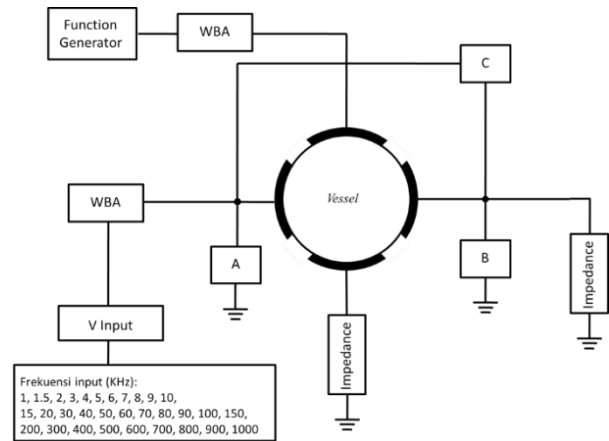 Function
Generator
WBA
C
WBA
Vessel
A
B
Impedance
Impedance
V Input
Frekuensi input (KHz):
1, 1.5, 2, 3, 4, 5, 6, 7, 8, 9, 10,
15, 20, 30, 40, 50, 60, 70, 80, 90, 100, 150,
200, 300, 400, 500, 600, 700, 800, 900, 1000